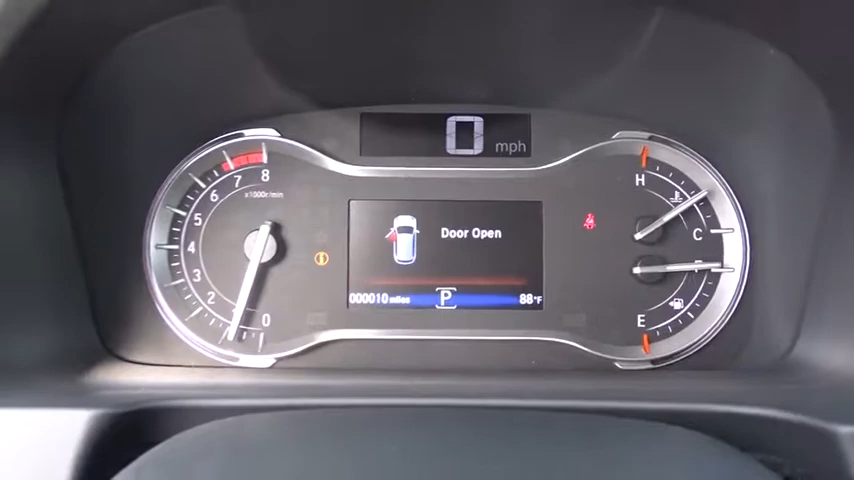 0 mph
8
7
6
5
4
3
2
1
0
x1000r/min
Door Open
000010 miles
P
88°F
H
C
F
E